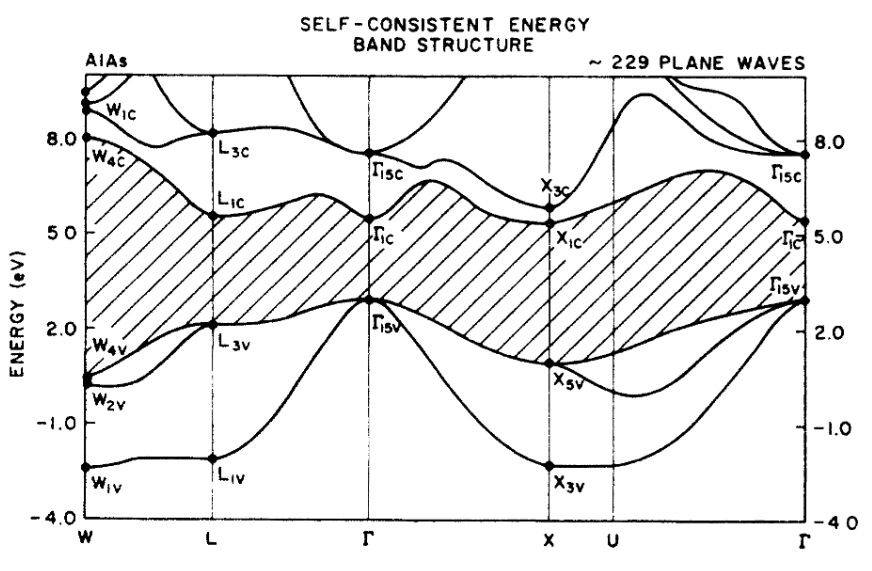 SELF-CONSISTENT ENERGY
BAND STRUCTURE
AlAs
~ 229 PLANE WAVES
W1C
8.0
8.0
W4C
L3C
Γ15C
Γ15C
X3C
L1C
5.0
Γ1C
X1C
Γ1C
5.0
Γ15V
ENERGY (eV)
2.0
W4V
L3V
Γ15V
2.0
W2V
X5V
-1.0
-1.0
W1V
L1V
X3V
-4.0
-4.0
W L Γ X U Γ